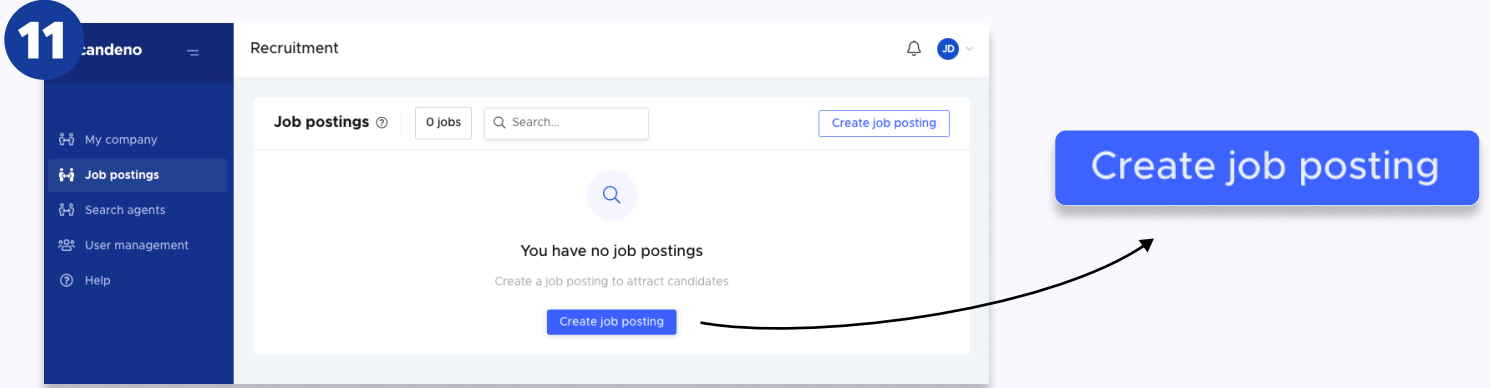 11
candeno
Recruitment
JD
My company
Job postings
Search agents
User management
Help
Job postings
0 jobs
Search...
Create job posting
You have no job postings
Create a job posting to attract candidates
Create job posting
Create job posting